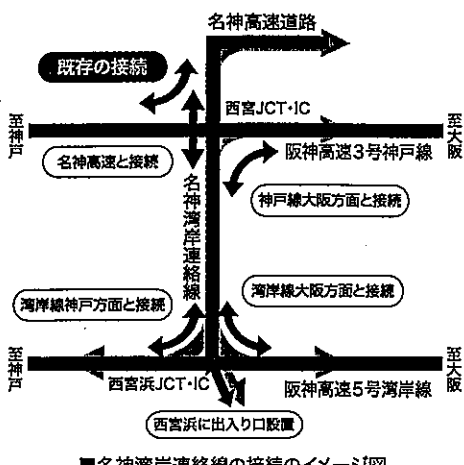 名神高速道路
既存の接続
西宮JCT・IC
至神戸
至大阪
名神高速と接続
阪神高速3号神戸線
神戸線大阪方面と接続
名神湾岸連絡線
湾岸線神戸方面と接続
湾岸線大阪方面と接続
至神戸
至大阪
西宮浜JCT・IC
阪神高速5号湾岸線
西宮浜に出入り口設置
■名神湾岸連絡線の接続のイメージ図